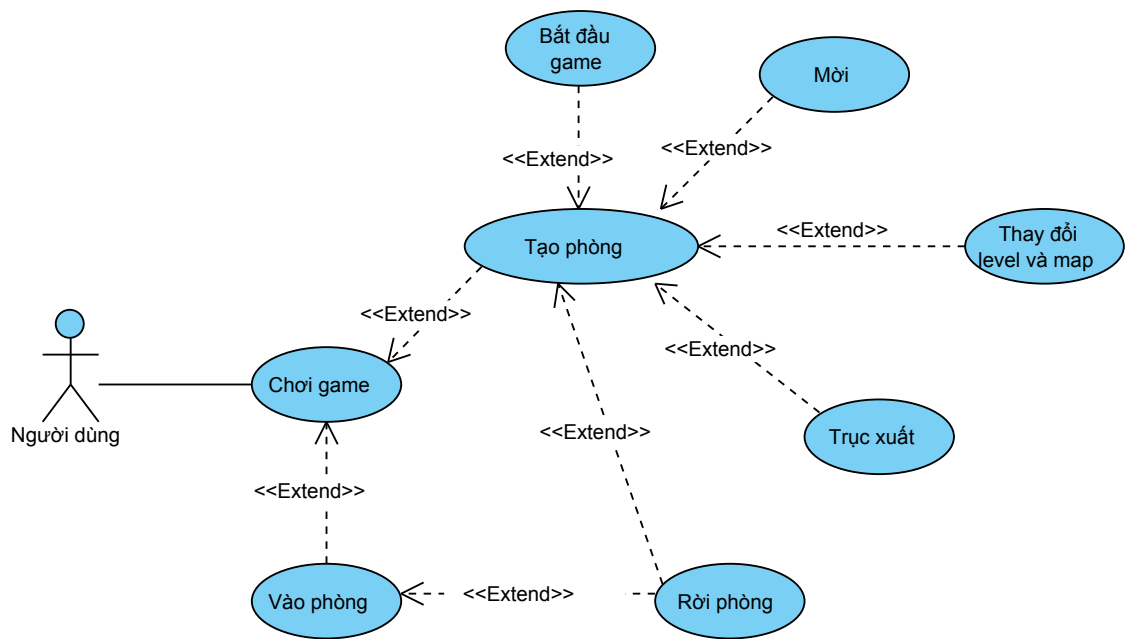 Bắt đầu
game
Mời
<<Extend>>
<<Extend>>
Tạo phòng
<<Extend>>
Thay đổi
level và map
<<Extend>>
<<Extend>>
Chơi game
Người dùng
<<Extend>>
Trục xuất
<<Extend>>
Vào phòng
<<Extend>>
Rời phòng